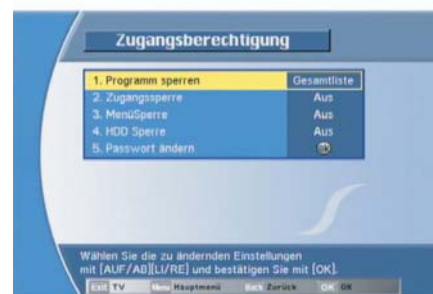 Zugangsberechtigung
1. Programm sperren Gesamtliste
2. Zugangssperre Aus
3. MenüSperre Aus
4. HDD Sperre Aus
5. Passwort ändern
Wählen Sie die zu ändernden Einstellungen
mit [AUF/AB][LI/RE] und bestätigen Sie mit [OK].
Exit TV Menu Hauptmenü Back Zurück OK OK